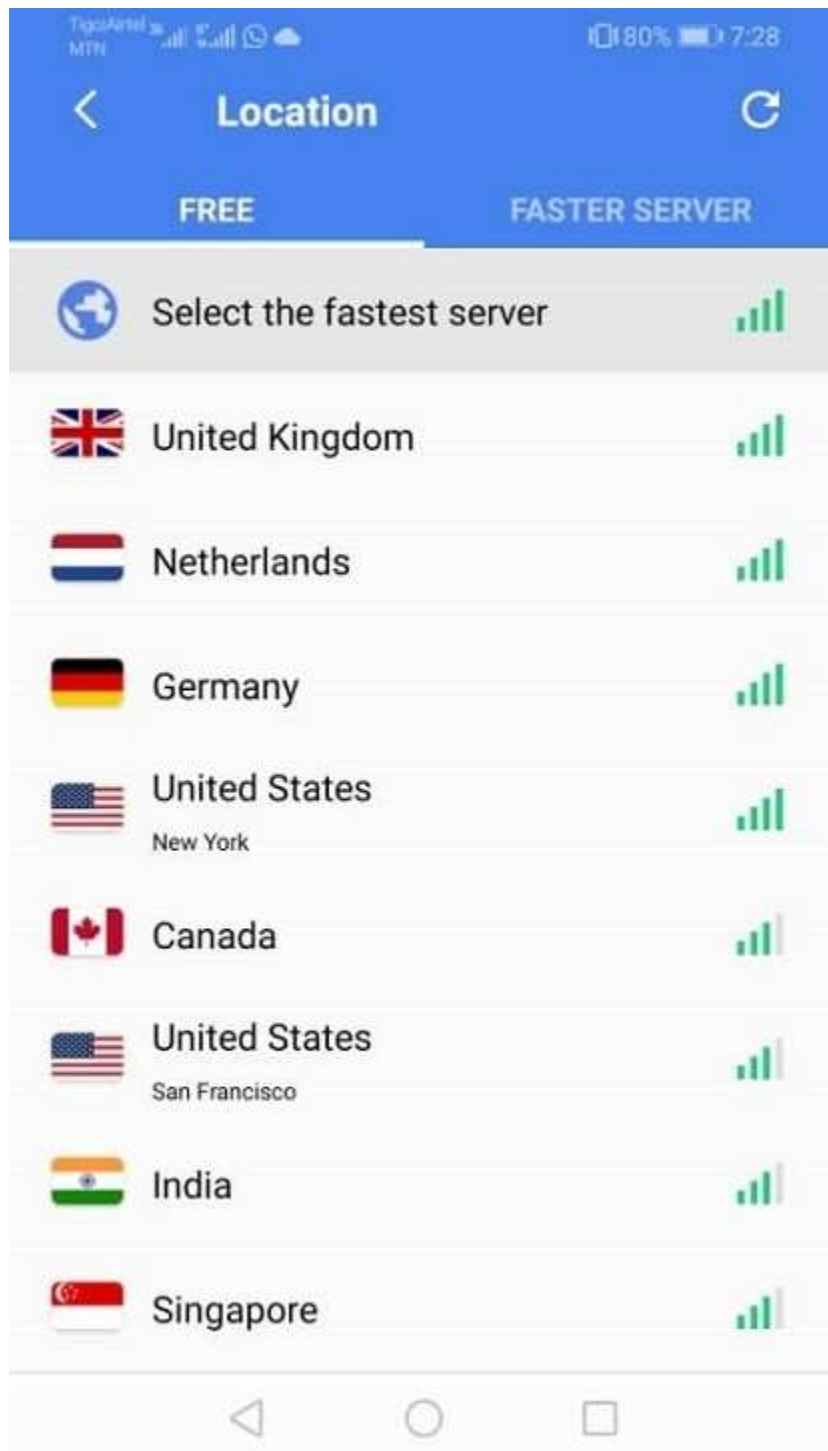 TigoAirtel
MTN
80% 7:28
Location
FREE
FASTER SERVER
Select the fastest server
United Kingdom
Netherlands
Germany
United States
New York
Canada
United States
San Francisco
India
Singapore